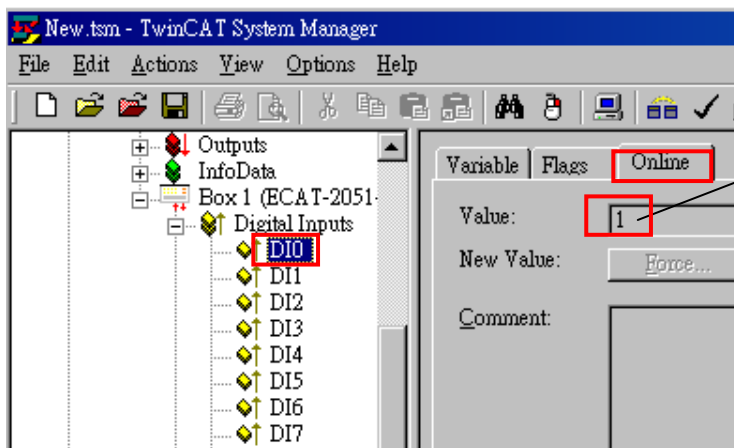 New.tsm - TwinCAT System Manager
File Edit Actions View Options Help
Outputs
InfoData
Box 1 (ECAT-2051-
Digital Inputs
DI0
DI1
DI2
DI3
DI4
DI5
DI6
DI7
Variable Flags Online
Value: 1
New Value: Force...
Comment: